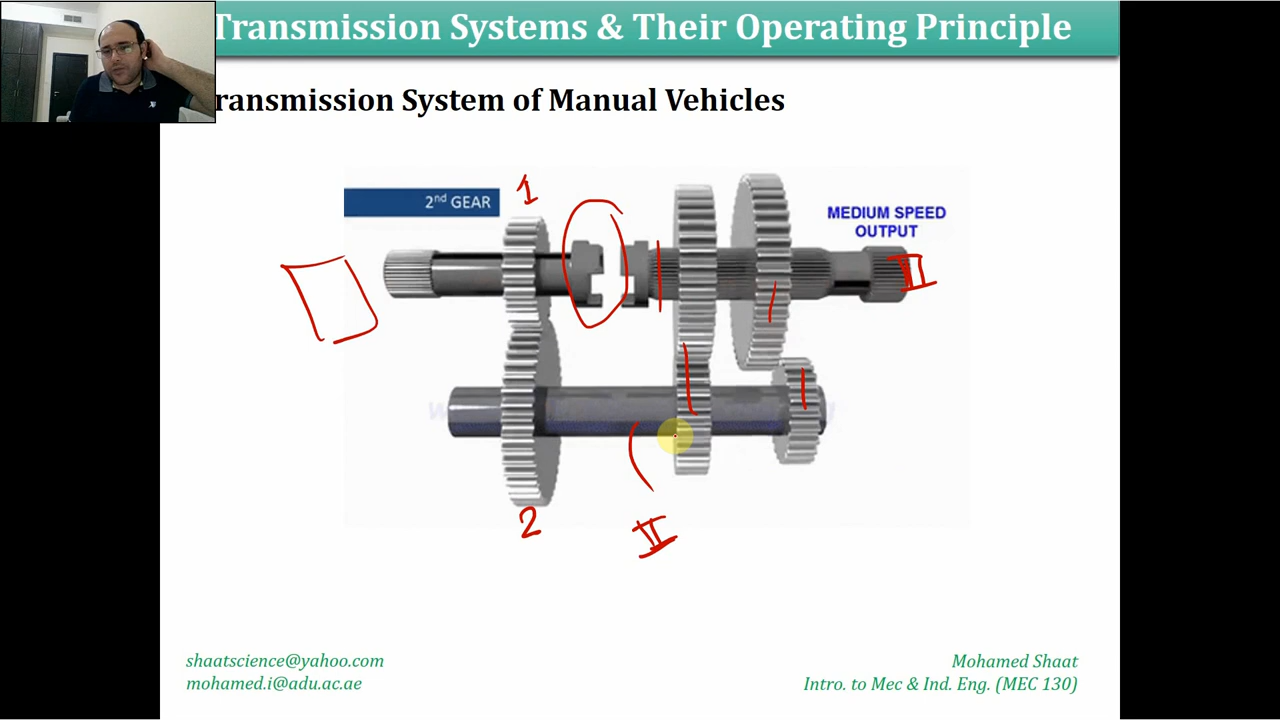 Transmission Systems & Their Operating Principle
ransmission System of Manual Vehicles
2nd GEAR
1
MEDIUM SPEED
OUTPUT
II
2
II
shaatscience@yahoo.com
mohamed.i@adu.ac.ae
Mohamed Shaat
Intro. to Mec & Ind. Eng. (MEC 130)